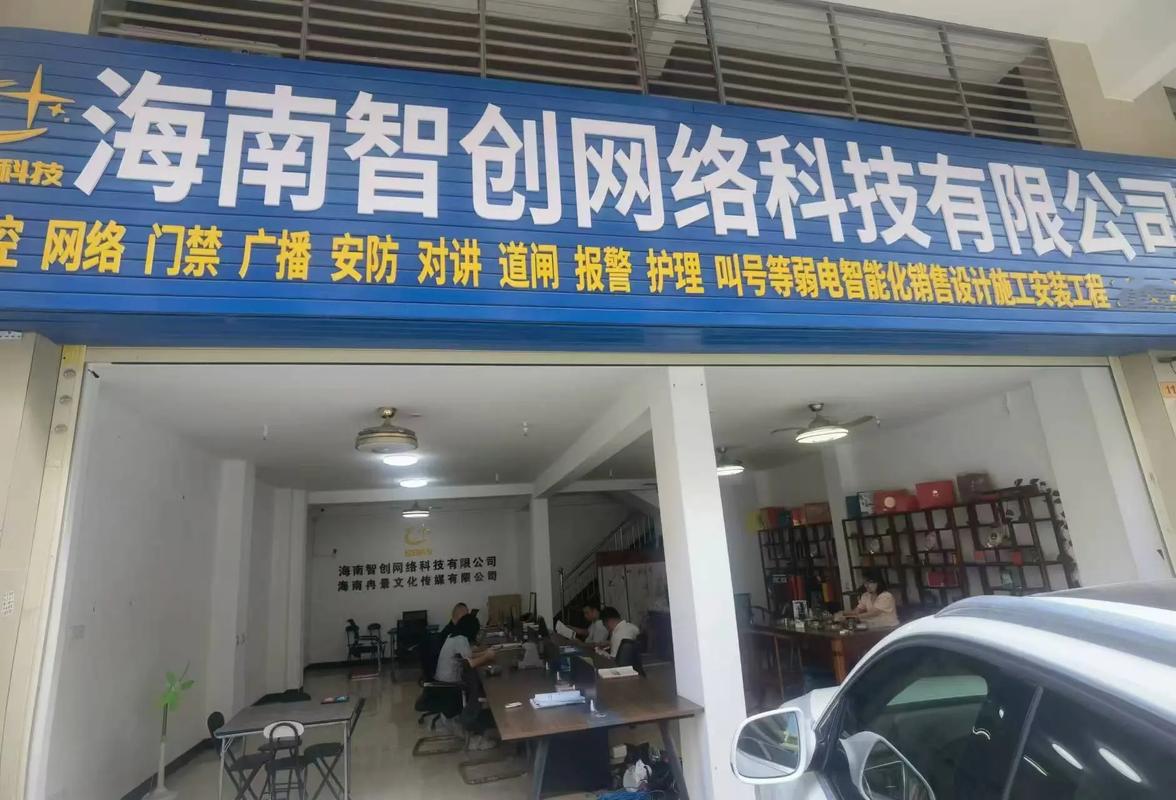 海南智创网络科技有限公司
科技
控 网络 门禁 广播 安防 对讲 道闸 报警 护理 叫号等弱电智能化销售设计施工安装工程
海南智创网络科技有限公司
海南冉景文化传媒有限公司
11